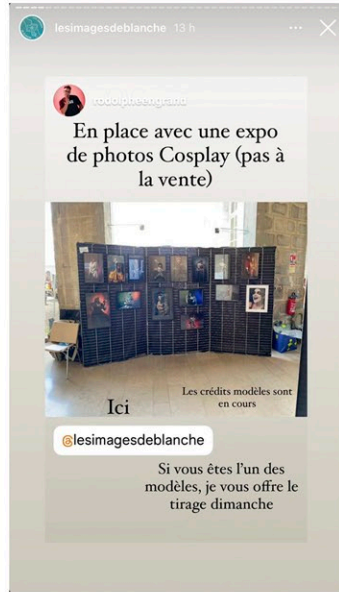 lesimagesdeblanche 13 h
rodolpheengrand
En place avec une expo
de photos Cosplay (pas à
la vente)
Les crédits modèles sont
en cours
Ici
@lesimagesdeblanche
Si vous êtes l'un des
modèles, je vous offre le
tirage dimanche